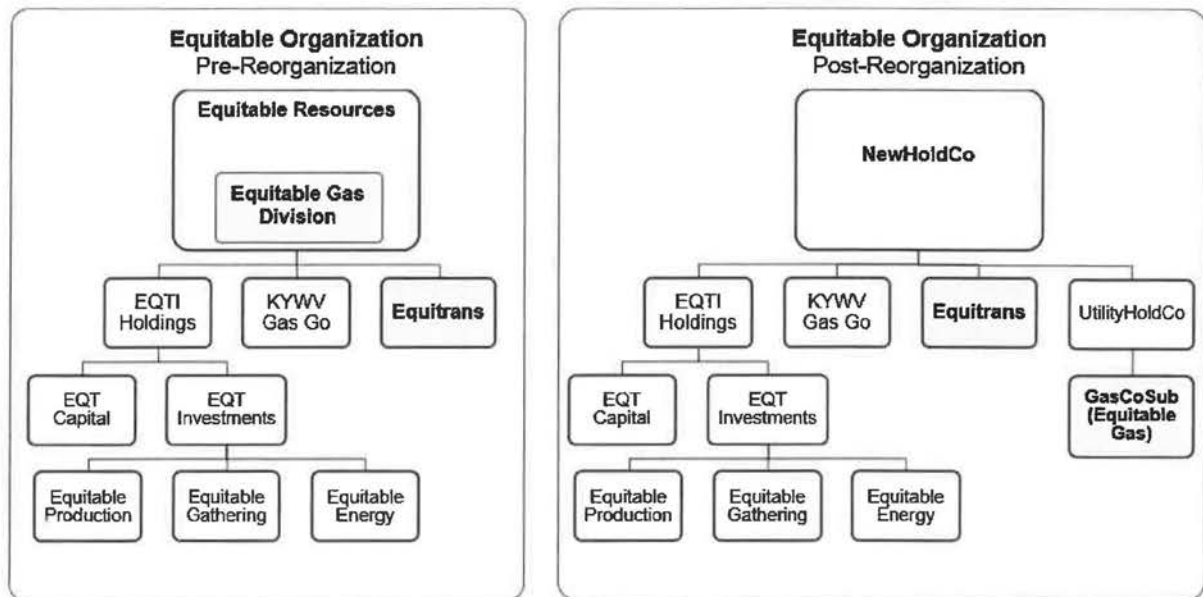 Equitable Organization
Pre-Reorganization
Equitable Resources
Equitable Gas
Division
EQTI
Holdings
KYWV
Gas Go
Equitrans
EQT
Capital
EQT
Investments
Equitable
Production
Equitable
Gathering
Equitable
Energy
Equitable Organization
Post-Reorganization
NewHoldCo
EQTI
Holdings
KYWV
Gas Go
Equitrans
UtilityHoldCo
EQT
Capital
EQT
Investments
GasCoSub
(Equitable
Gas)
Equitable
Production
Equitable
Gathering
Equitable
Energy